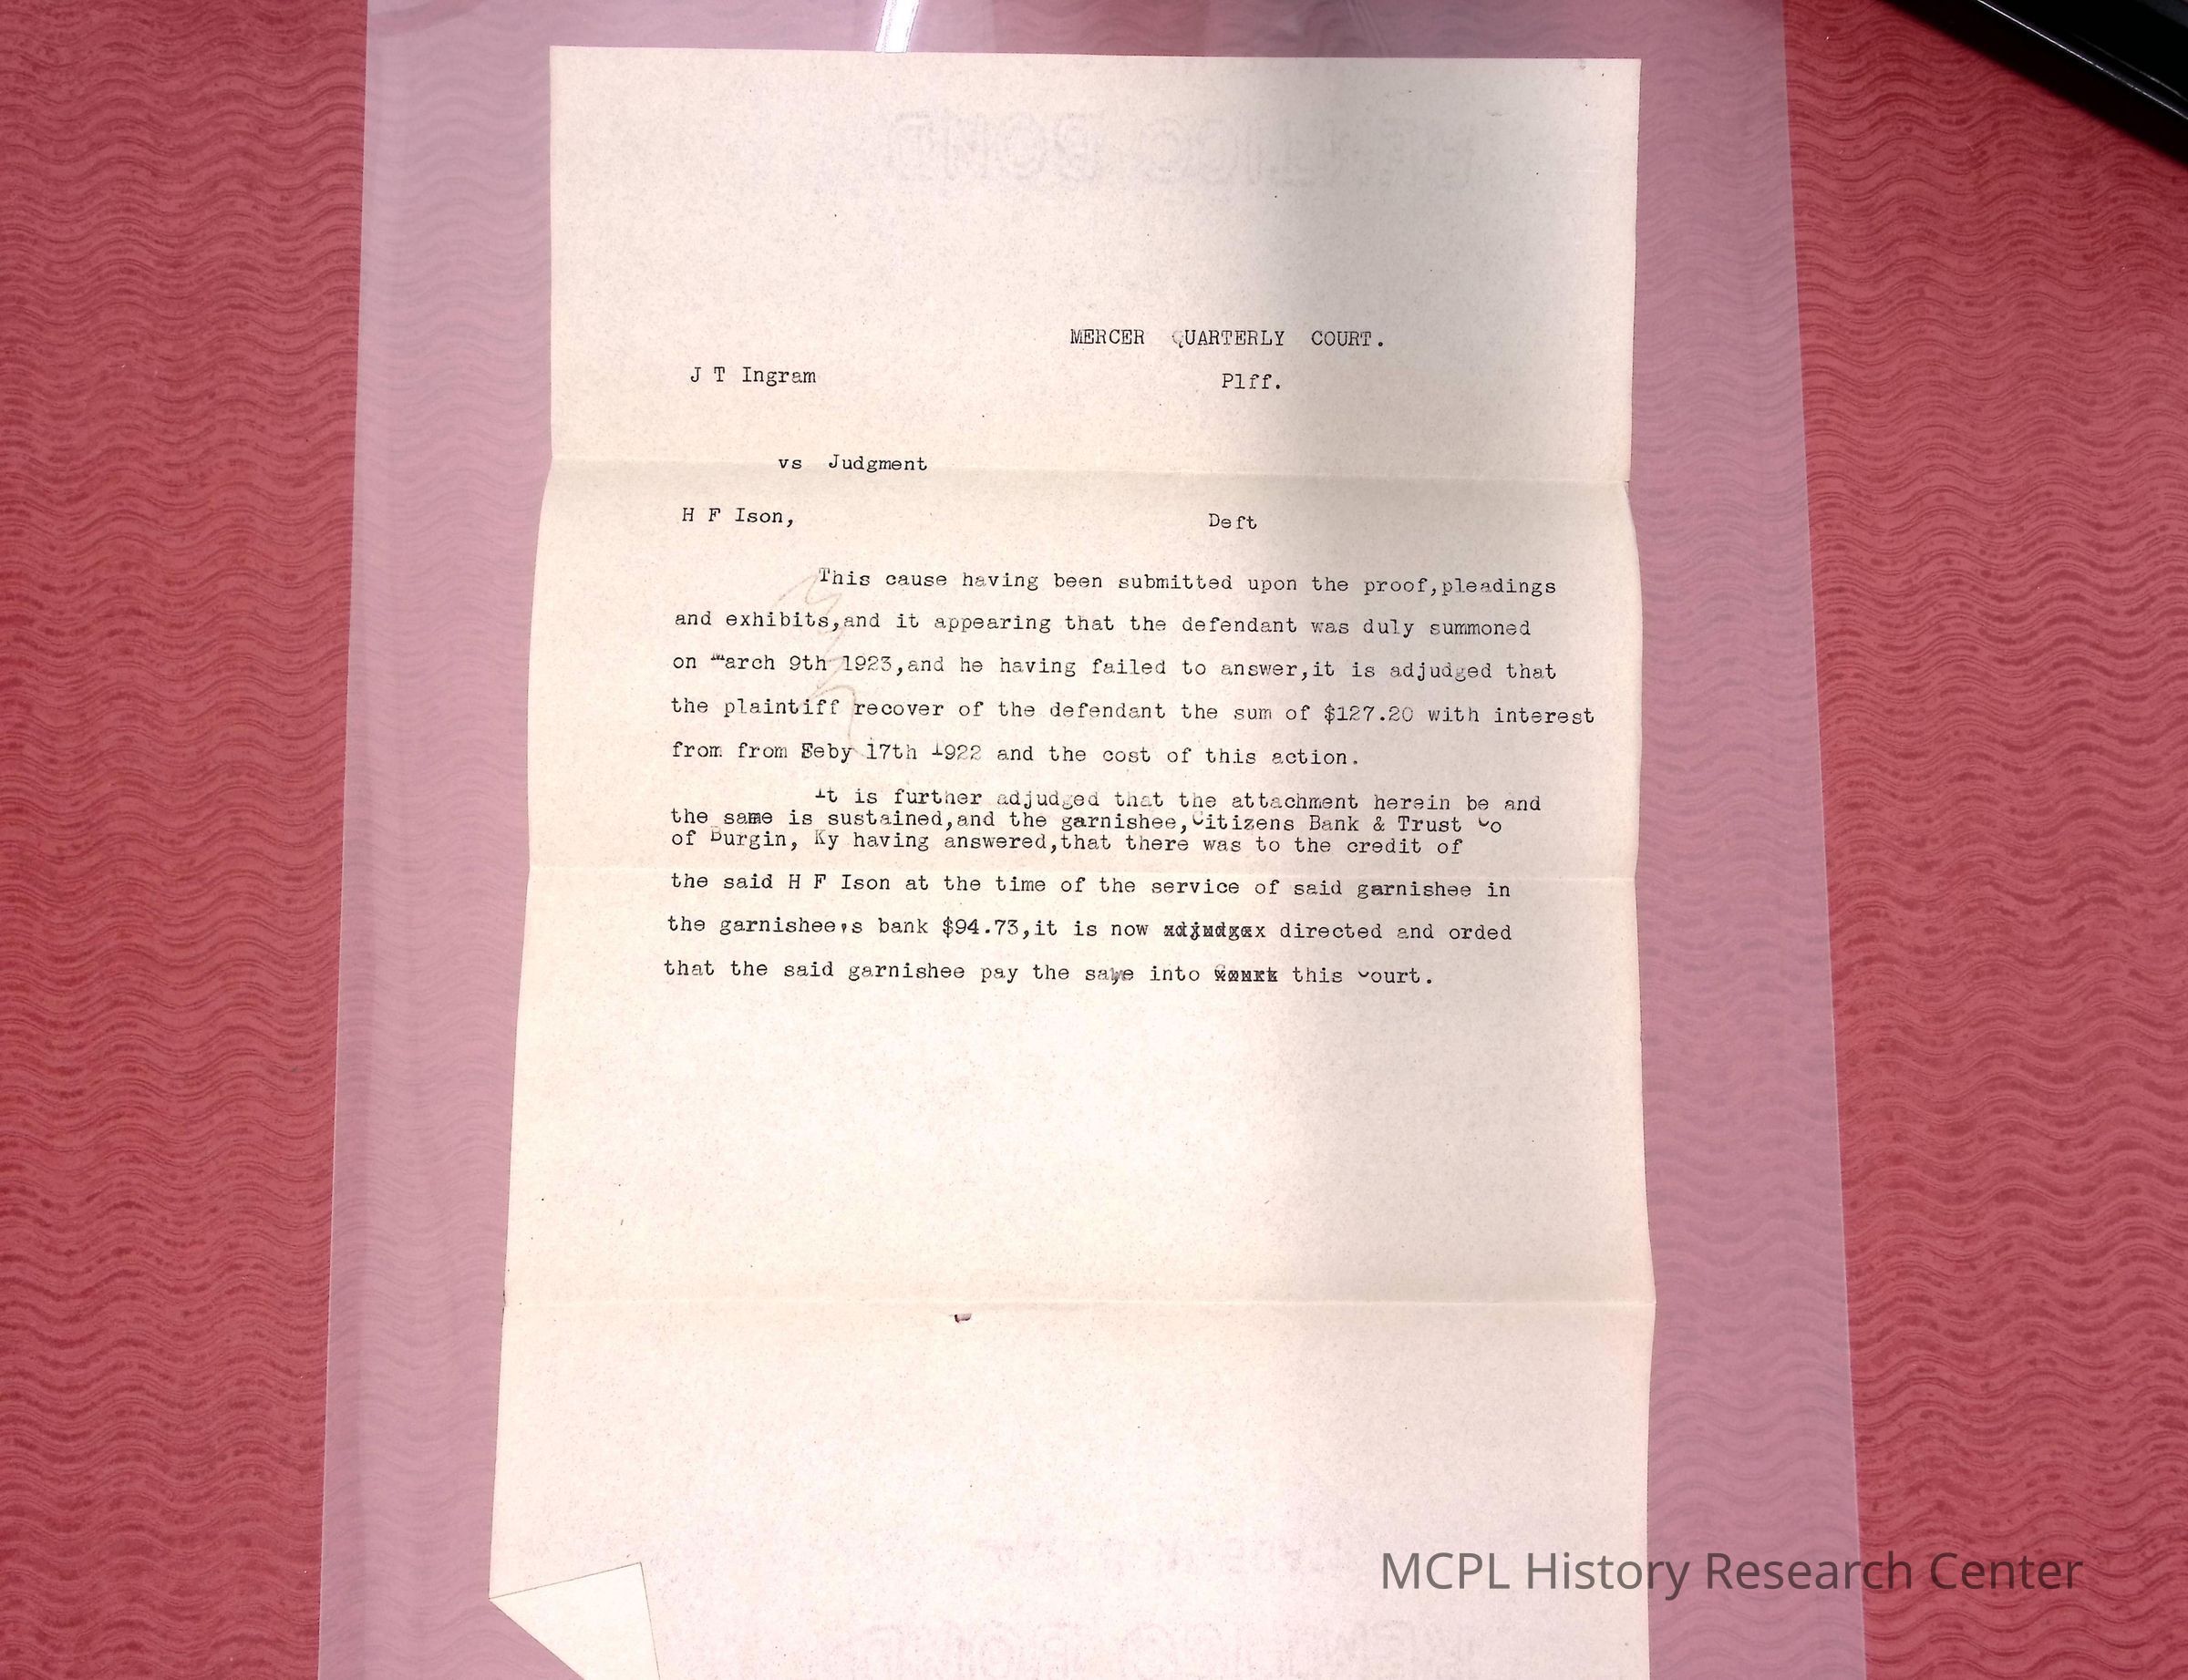 MERCER QUARTERLY COURT.
J T Ingram Plff.
vs Judgment
H F Ison, Deft
This cause having been submitted upon the proof,pleadings
and exhibits,and it appearing that the defendant was duly summoned
on March 9th 1923,and he having failed to answer,it is adjudged that
the plaintiff recover of the defendant the sum of $127.20 with interest
from from Feby 17th 1922 and the cost of this action.
It is further adjudged that the attachment herein be and
the same is sustained,and the garnishee,Citizens Bank & Trust Co
of Burgin, Ky having answered,that there was to the credit of
the said H F Ison at the time of the service of said garnishee in
the garnishee,s bank $94.73,it is now directed and orded
that the said garnishee pay the same into this Court.
MCPL History Research Center